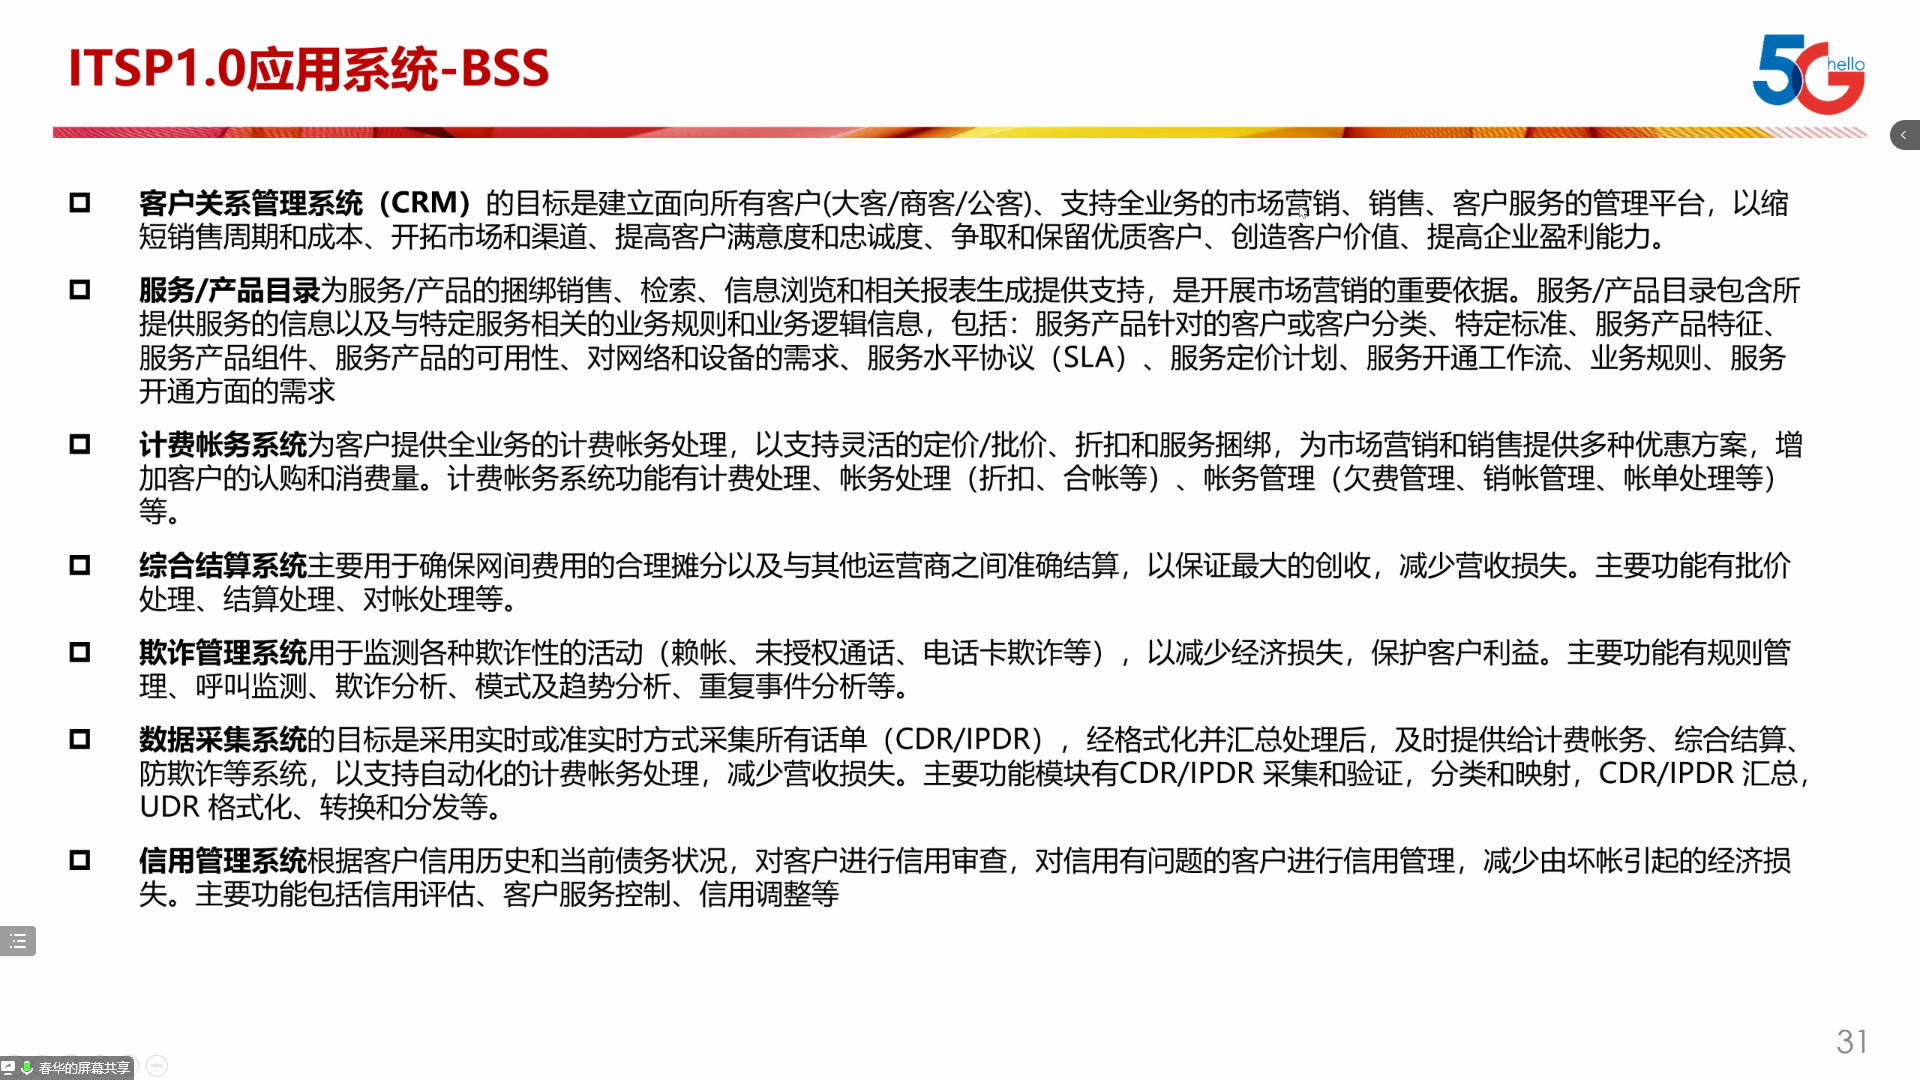 ITSP1.0应用系统-BSS
5G
hello
客户关系管理系统（CRM）的目标是建立面向所有客户(大客/商客/公客)、支持全业务的市场营销、销售、客户服务的管理平台，以缩
短销售周期和成本、开拓市场和渠道、提高客户满意度和忠诚度、争取和保留优质客户、创造客户价值、提高企业盈利能力。
服务/产品目录为服务/产品的捆绑销售、检索、信息浏览和相关报表生成提供支持，是开展市场营销的重要依据。服务/产品目录包含所
提供服务的信息以及与特定服务相关的业务规则和业务逻辑信息，包括：服务产品针对的客户或客户分类、特定标准、服务产品特征、
服务产品组件、服务产品的可用性、对网络和设备的需求、服务水平协议（SLA）、服务定价计划、服务开通工作流、业务规则、服务
开通方面的需求
计费帐务系统为客户提供全业务的计费帐务处理，以支持灵活的定价/批价、折扣和服务捆绑，为市场营销和销售提供多种优惠方案，增
加客户的认购和消费量。计费帐务系统功能有计费处理、帐务处理（折扣、合帐等）、帐务管理（欠费管理、销帐管理、帐单处理等）
等。
综合结算系统主要用于确保网间费用的合理摊分以及与其他运营商之间准确结算，以保证最大的创收，减少营收损失。主要功能有批价
处理、结算处理、对帐处理等。
欺诈管理系统用于监测各种欺诈性的活动（赖帐、未授权通话、电话卡欺诈等），以减少经济损失，保护客户利益。主要功能有规则管
理、呼叫监测、欺诈分析、模式及趋势分析、重复事件分析等。
数据采集系统的目标是采用实时或准实时方式采集所有话单（CDR/IPDR），经格式化并汇总处理后，及时提供给计费帐务、综合结算、
防欺诈等系统，以支持自动化的计费帐务处理，减少营收损失。主要功能模块有CDR/IPDR 采集和验证，分类和映射，CDR/IPDR 汇总，
UDR 格式化、转换和分发等。
信用管理系统根据客户信用历史和当前债务状况，对客户进行信用审查，对信用有问题的客户进行信用管理，减少由坏帐引起的经济损
失。主要功能包括信用评估、客户服务控制、信用调整等
31
春华的屏幕共享